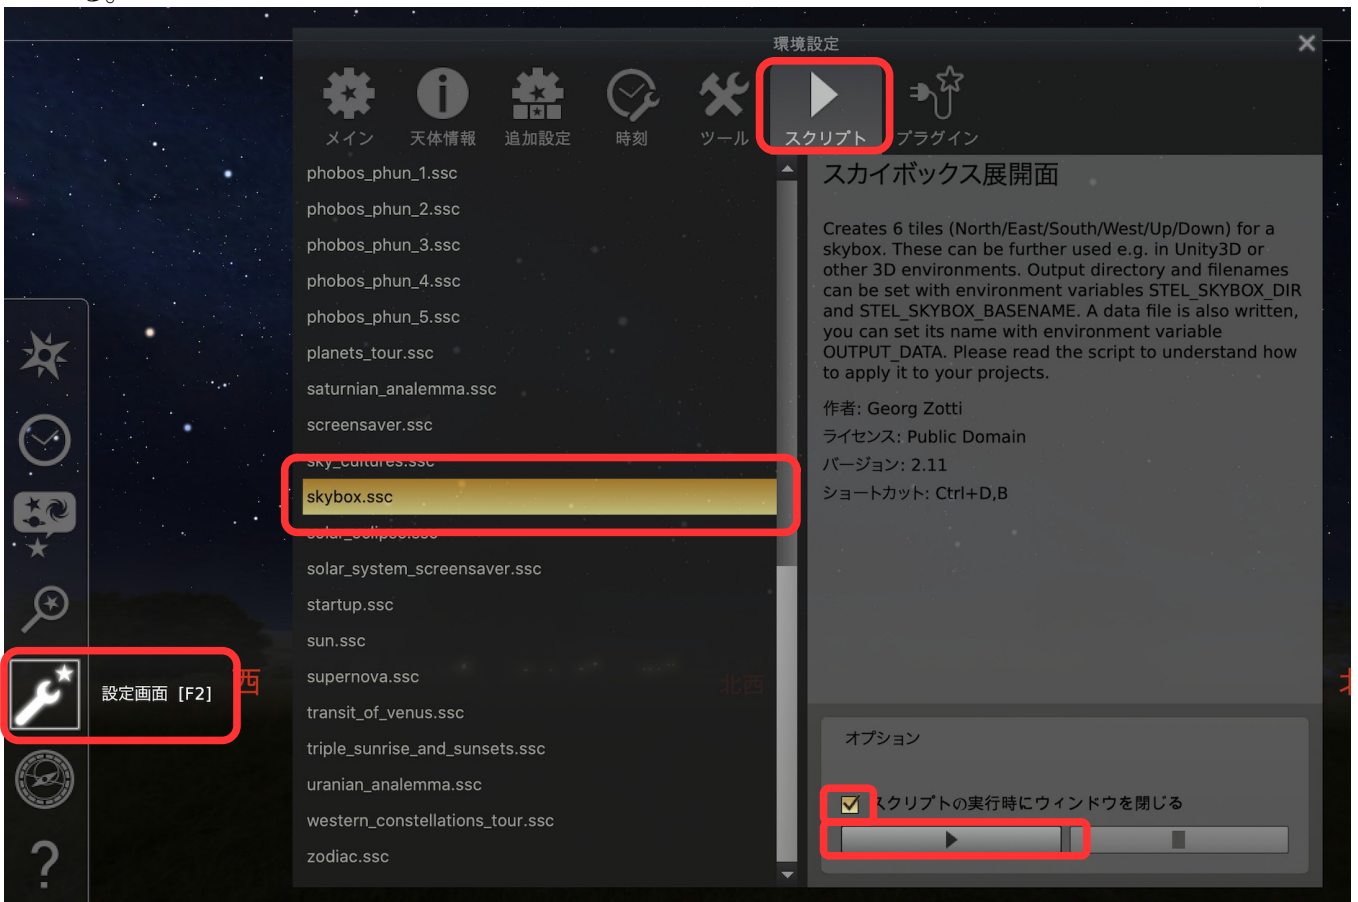 る。
環境設定
メイン 天体情報 追加設定 時刻 ツール スクリプト プラグイン
phobos_phun_1.ssc
phobos_phun_2.ssc
phobos_phun_3.ssc
phobos_phun_4.ssc
phobos_phun_5.ssc
planets_tour.ssc
saturnian_analemma.ssc
screensaver.ssc
sky_cultures.ssc
skybox.ssc
solar_eclipse.ssc
solar_system_screensaver.ssc
startup.ssc
sun.ssc
supernova.ssc
transit_of_venus.ssc
triple_sunrise_and_sunsets.ssc
uranian_analemma.ssc
western_constellations_tour.ssc
zodiac.ssc
スカイボックス展開面
Creates 6 tiles (North/East/South/West/Up/Down) for a
skybox. These can be further used e.g. in Unity3D or
other 3D environments. Output directory and filenames
can be set with environment variables STEL_SKYBOX_DIR
and STEL_SKYBOX_BASENAME. A data file is also written,
you can set its name with environment variable
OUTPUT_DATA. Please read the script to understand how
to apply it to your projects.
作者: Georg Zotti
ライセンス: Public Domain
バージョン: 2.11
ショートカット: Ctrl+D,B
オプション
スクリプトの実行時にウィンドウを閉じる
設定画面 [F2]
西
北西
北
?